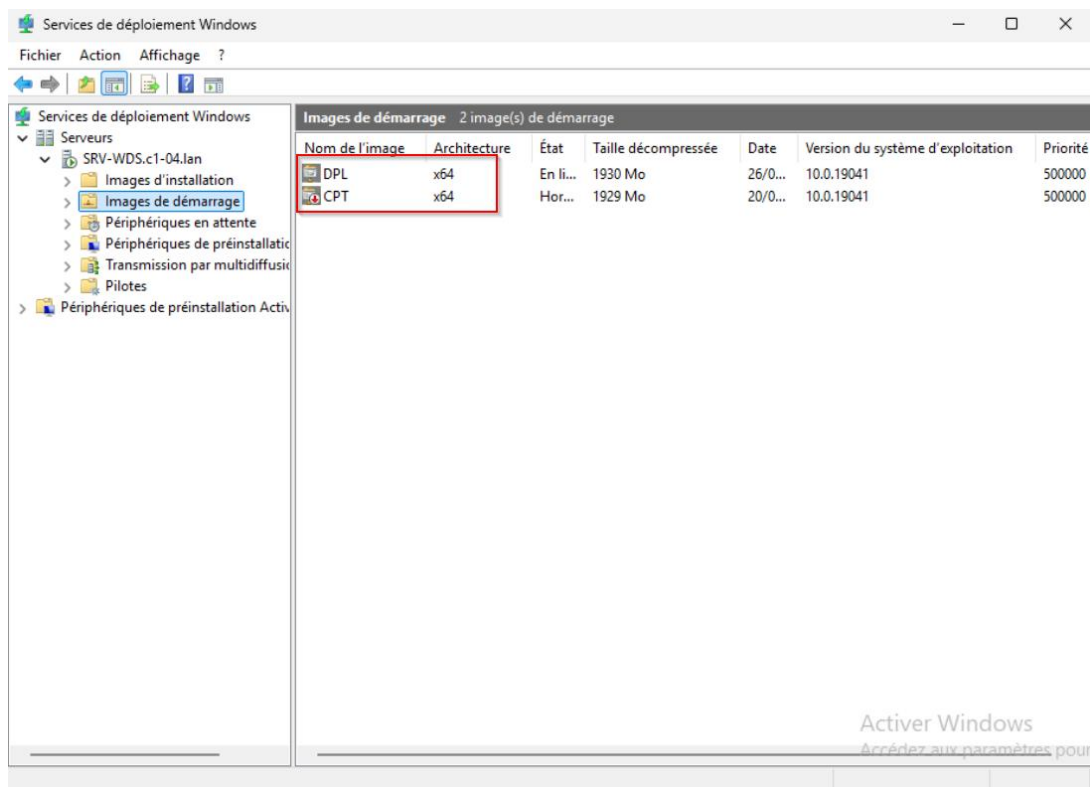 Services de déploiement Windows
Fichier Action Affichage ?
Services de déploiement Windows
Serveurs
SRV-WDS.c1-04.lan
Images d'installation
Images de démarrage
Périphériques en attente
Périphériques de préinstallatic
Transmission par multidiffusic
Pilotes
Périphériques de préinstallation Activ
Images de démarrage 2 image(s) de démarrage
Nom de l'image Architecture État Taille décompressée Date Version du système d'exploitation Priorité
DPL x64 En li... 1930 Mo 26/0... 10.0.19041 500000
CPT x64 Hor... 1929 Mo 20/0... 10.0.19041 500000
Activer Windows
Accédez aux paramètres pour